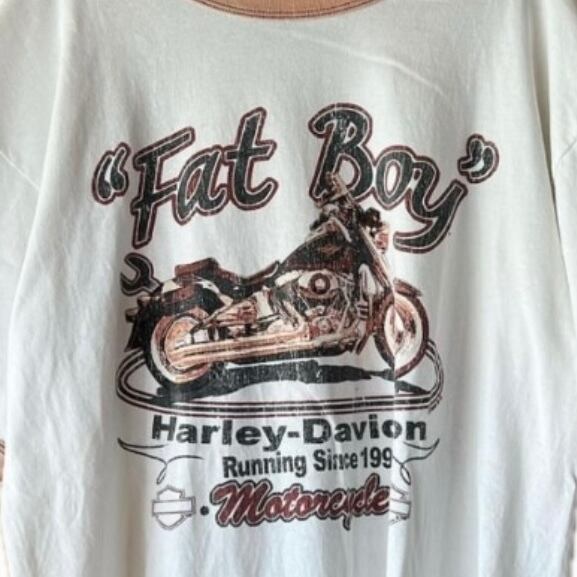 "Fat Boy"
Harley-Davion
Running Since 199
Motorcycle